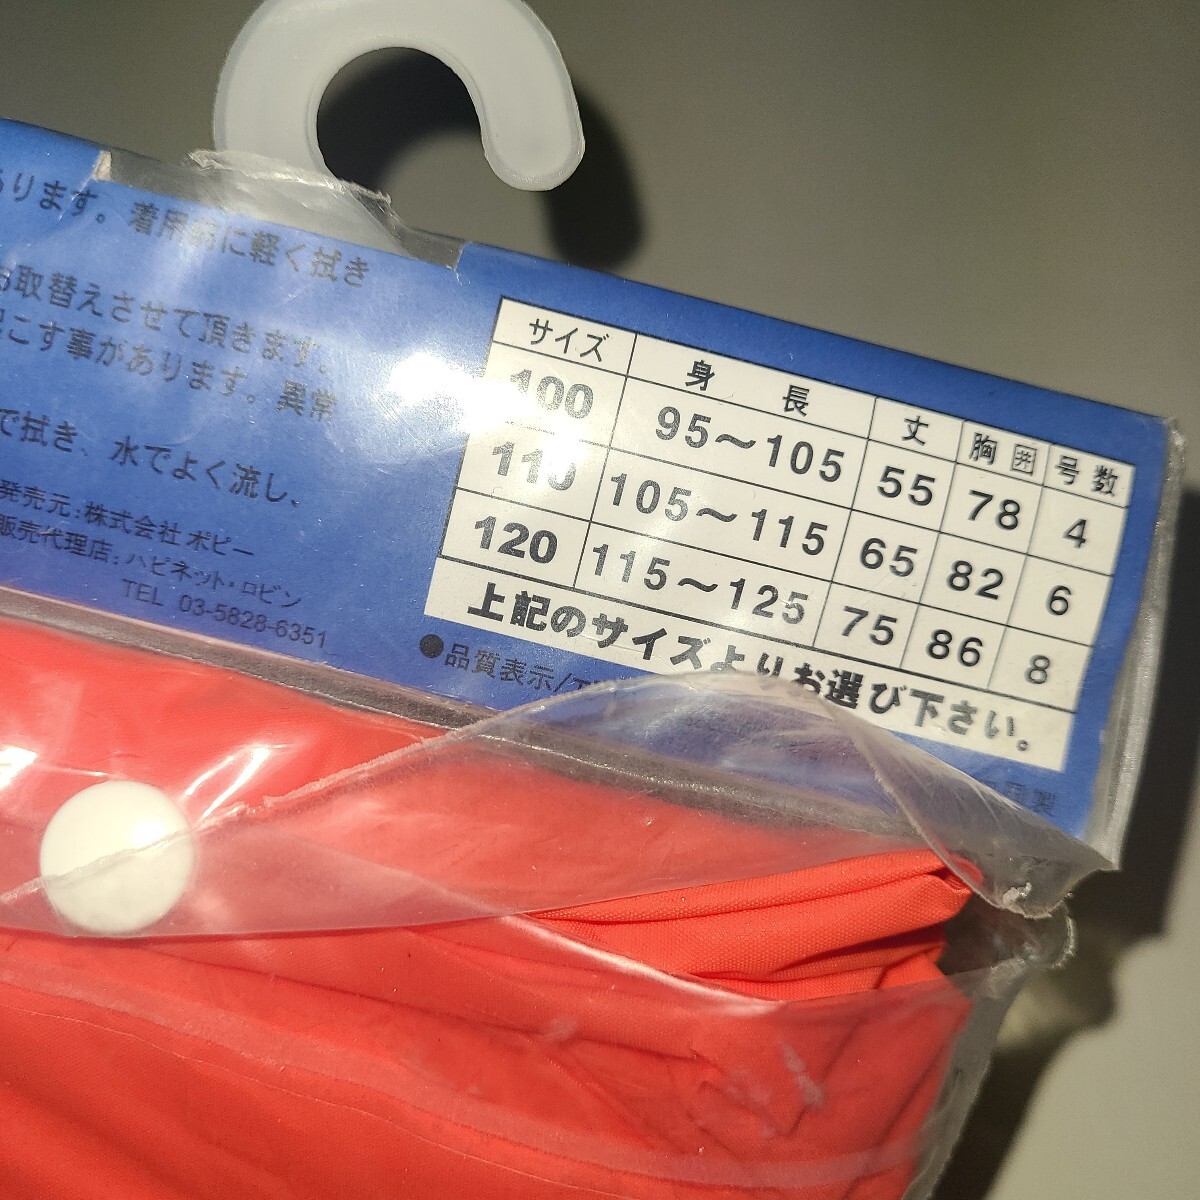 ります。着用前に軽く拭き
お取替えさせて頂きます。
こす事があります。異常
で拭き、水でよく流し、
発売元:株式会社 ポピー
販売代理店:ハピネット・ロビン
TEL 03-5828-6351
サイズ 身長 丈 胸囲 号数
100 95〜105 55 78 4
110 105〜115 65 82 6
120 115〜125 75 86 8
上記のサイズよりお選び下さい。
●品質表示/